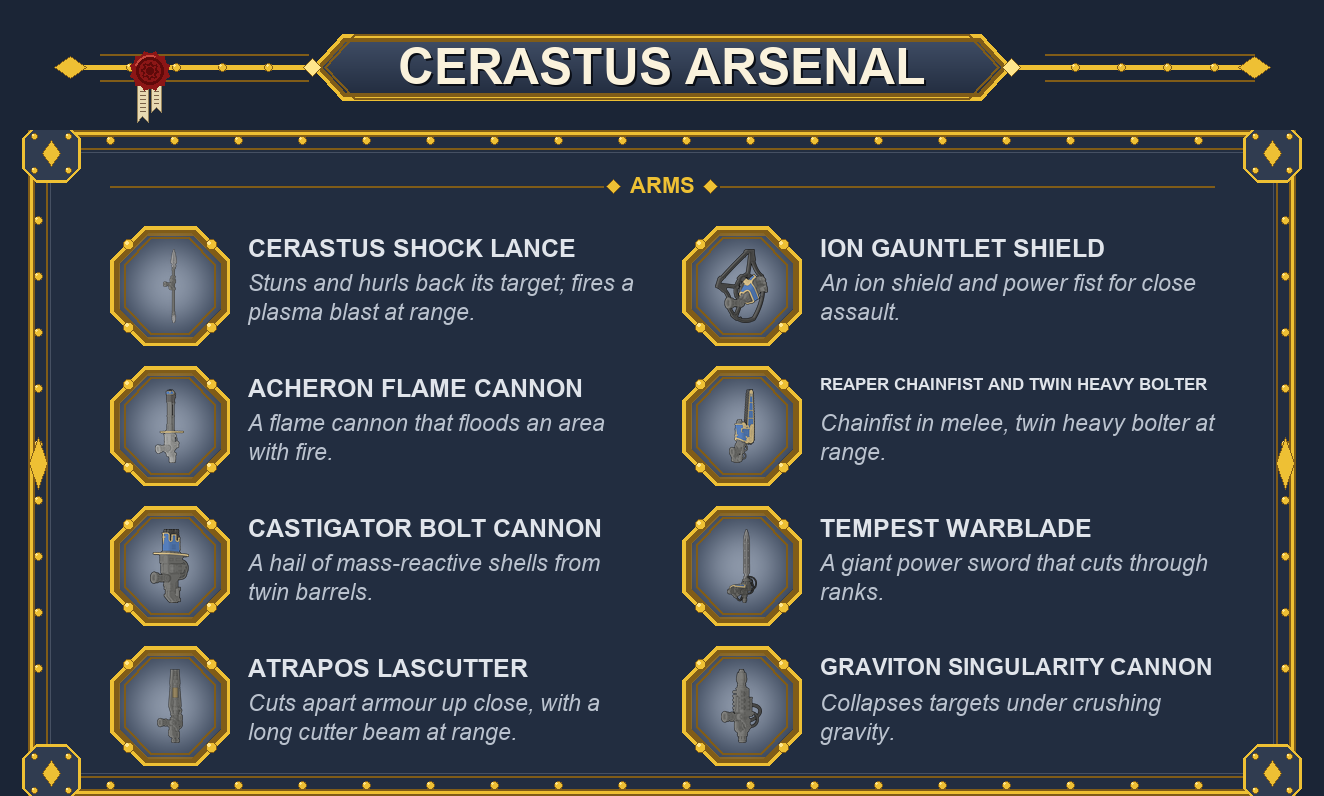 CERASTUS ARSENAL
ARMS
CERASTUS SHOCK LANCE
Stuns and hurls back its target; fires a
plasma blast at range.
ION GAUNTLET SHIELD
An ion shield and power fist for close
assault.
ACHERON FLAME CANNON
A flame cannon that floods an area
with fire.
REAPER CHAINFIST AND TWIN HEAVY BOLTER
Chainfist in melee, twin heavy bolter at
range.
CASTIGATOR BOLT CANNON
A hail of mass-reactive shells from
twin barrels.
TEMPEST WARBLADE
A giant power sword that cuts through
ranks.
ATRAPOS LASCUTTER
Cuts apart armour up close, with a
long cutter beam at range.
GRAVITON SINGULARITY CANNON
Collapses targets under crushing
gravity.